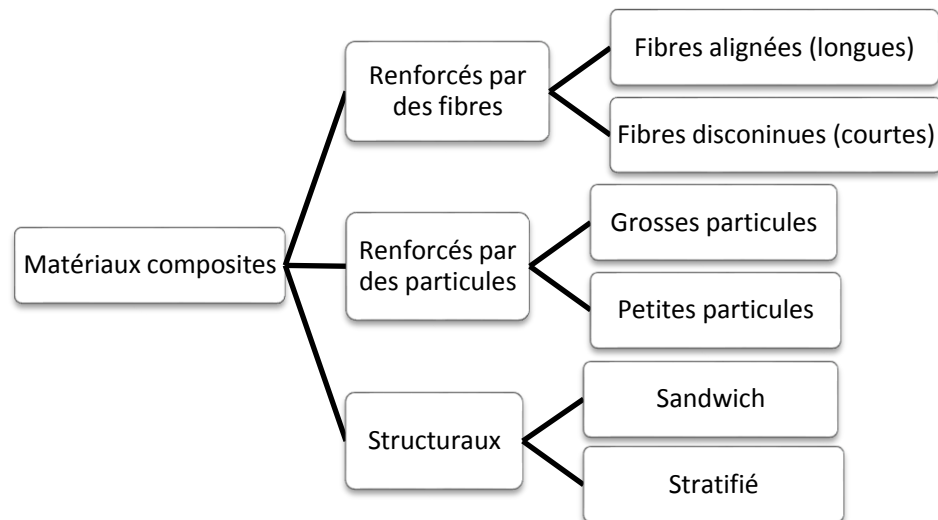 Matériaux composites
Renforcés par
des fibres
Fibres alignées (longues)
Fibres disconinues (courtes)
Renforcés par
des particules
Grosses particules
Petites particules
Structuraux
Sandwich
Stratifié